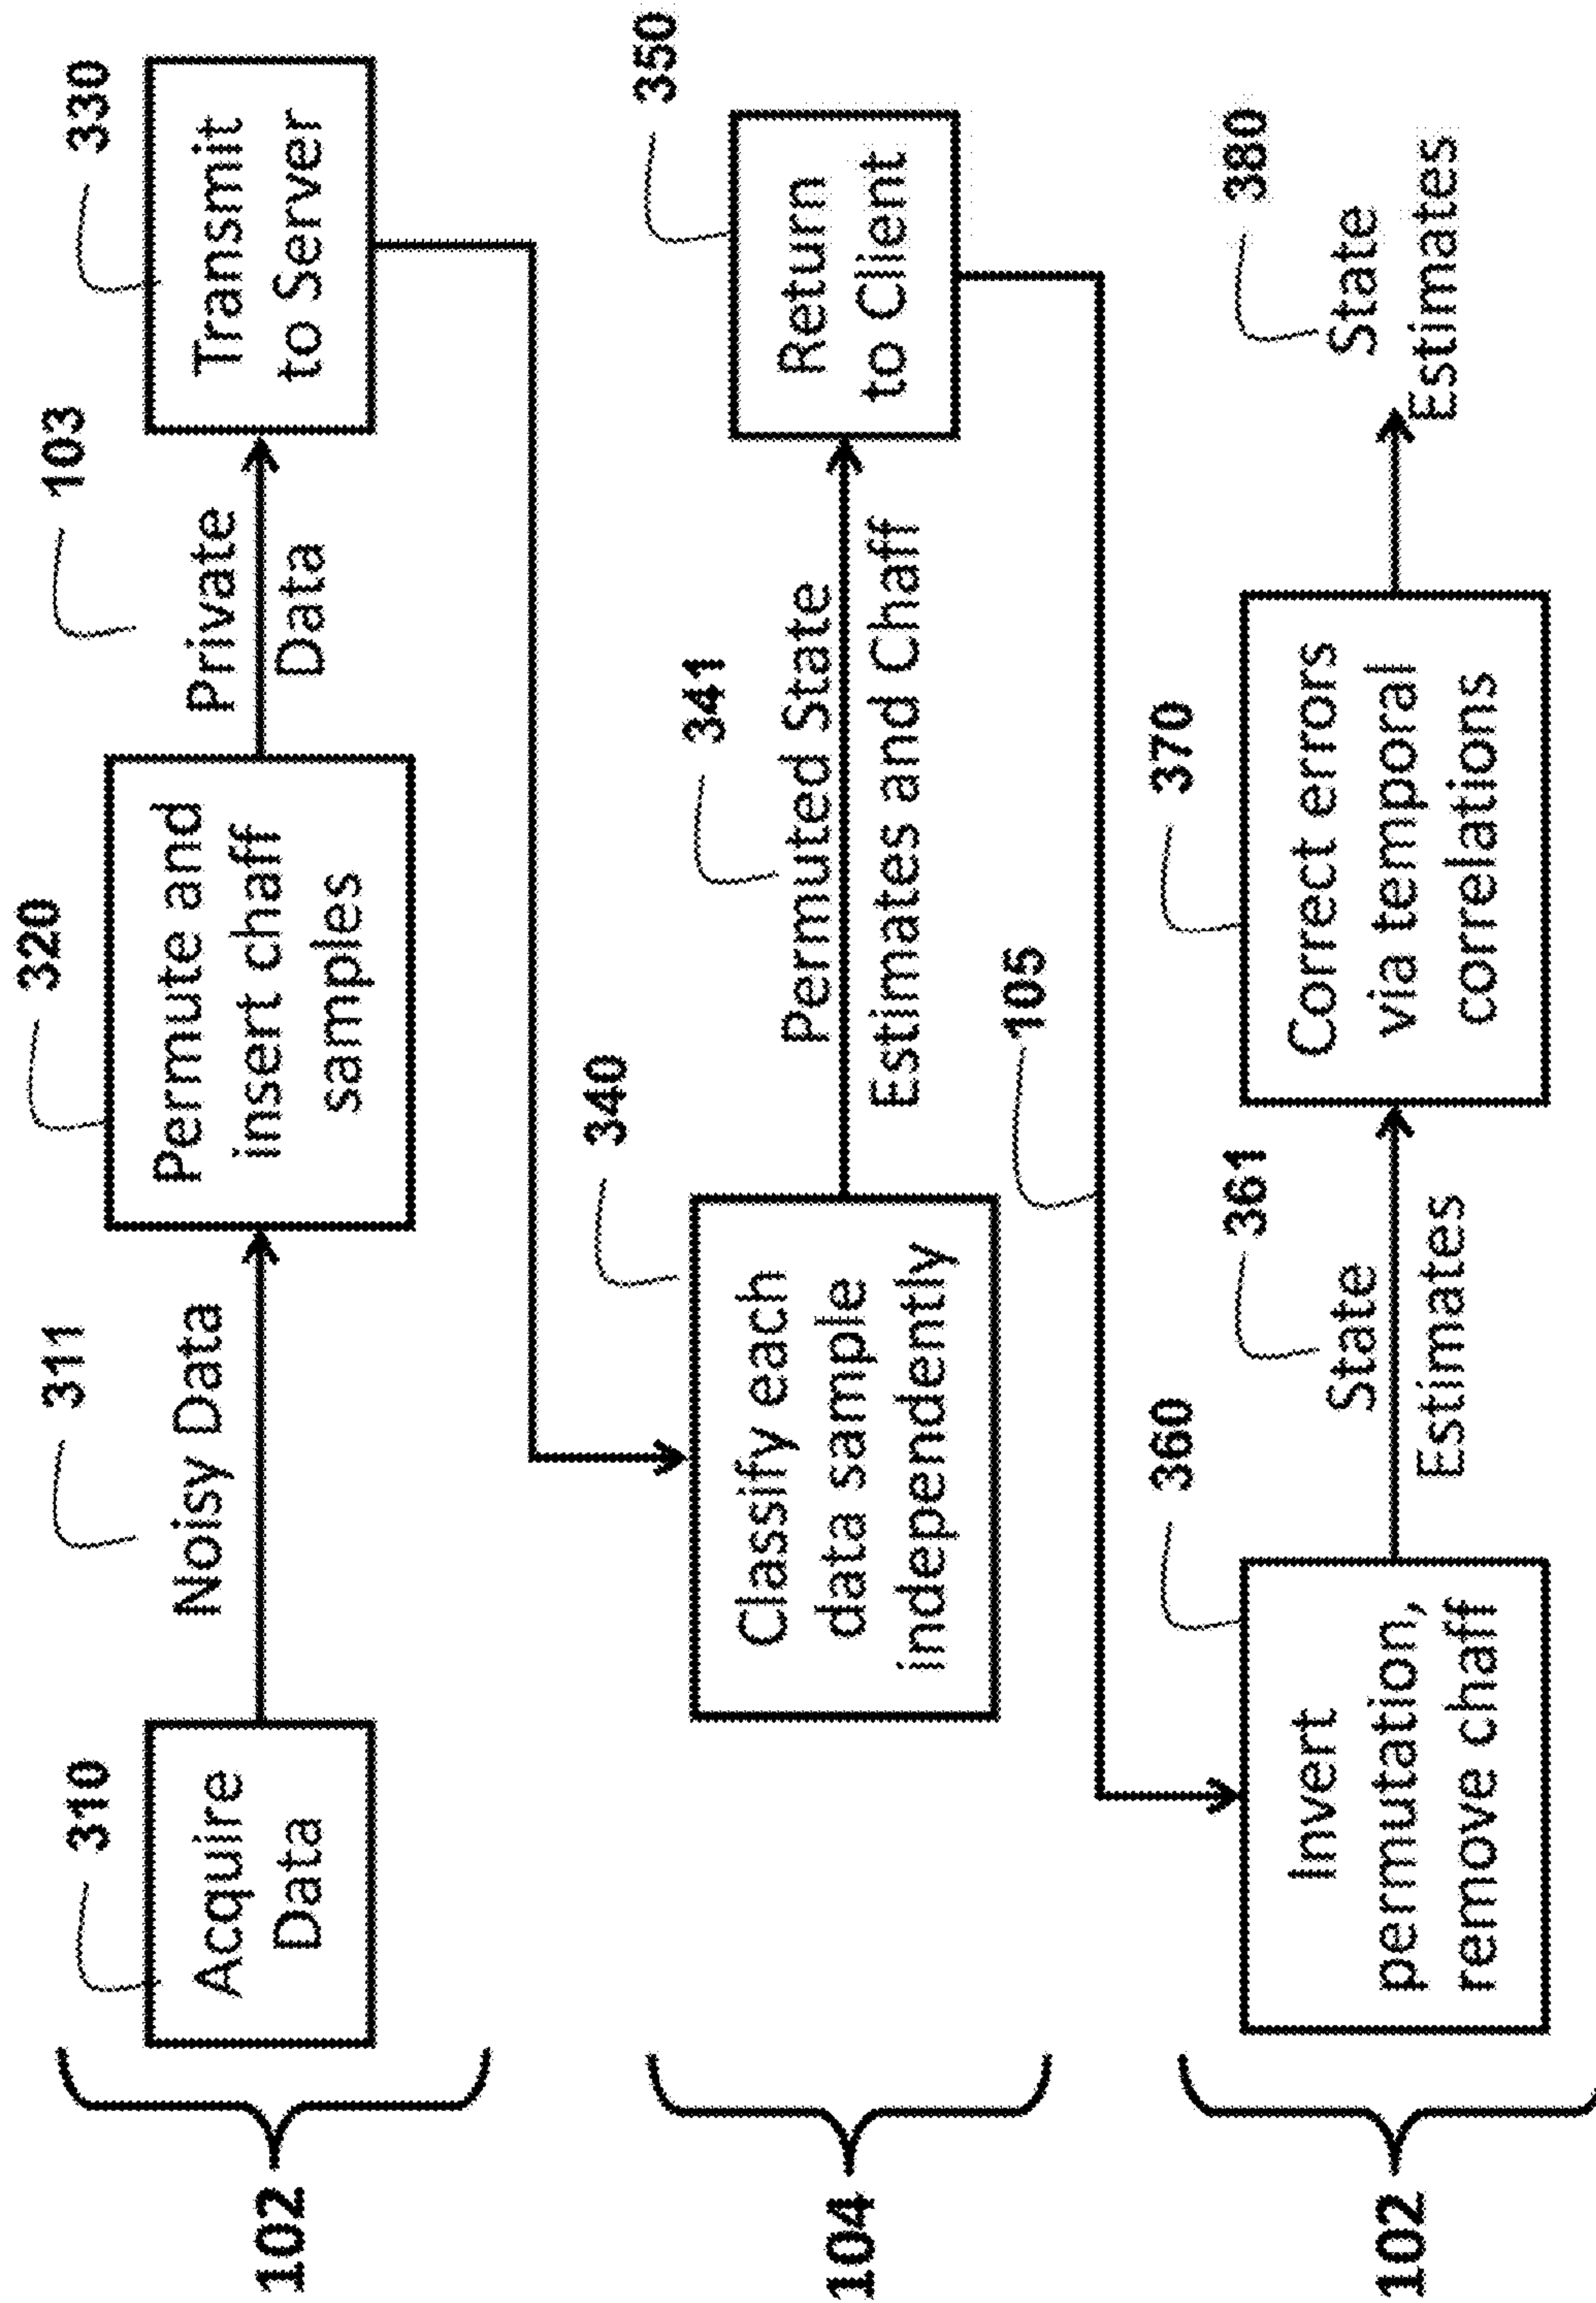 310
311
320
103
330
Acquire
Data
Noisy Data
Permute and
insert chaff
samples
Private
Data
Transmit
to Server
102
340
341
350
Classify each
data sample
independently
Permuted State
Estimates and Chaff
Return
to Client
104
105
360
361
370
380
Invert
permutation,
remove chaff
State
Estimates
Correct errors
via temporal
correlations
State
Estimates
102